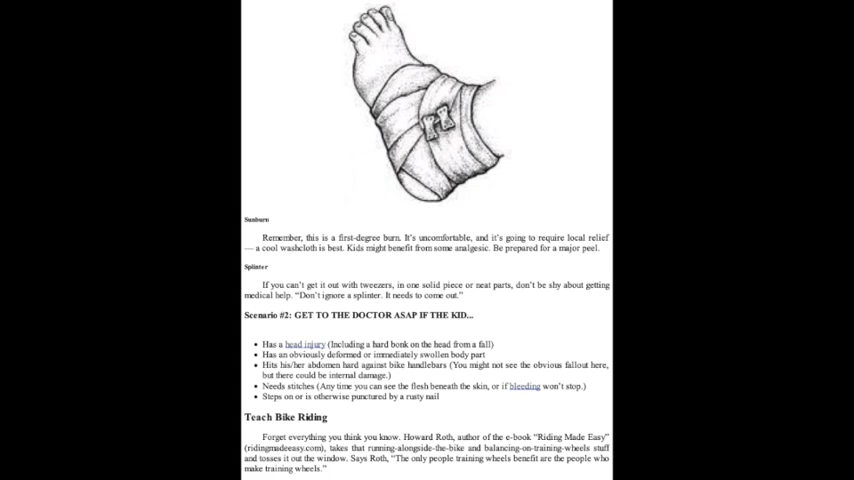 Sunburn
Remember, this is a first-degree burn. It's uncomfortable, and it's going to require local relief
— a cool washcloth is best. Kids might benefit from some analgesic. Be prepared for a major peel.
Splinter
If you can't get it out with tweezers, in one solid piece or neat parts, don't be shy about getting
medical help. “Don't ignore a splinter. It needs to come out.”
Scenario #2: GET TO THE DOCTOR ASAP IF THE KID...
• Has a head injury (Including a hard bonk on the head from a fall)
• Has an obviously deformed or immediately swollen body part
• Hits his/her abdomen hard against bike handlebars (You might not see the obvious fallout here,
but there could be internal damage.)
• Needs stitches (Any time you can see the flesh beneath the skin, or if bleeding won't stop.)
• Steps on or is otherwise punctured by a rusty nail
Teach Bike Riding
Forget everything you think you know. Howard Roth, author of the e-book “Riding Made Easy”
(ridingmadeeasy.com), takes that running-alongside-the-bike and balancing-on-training-wheels stuff
and tosses it out the window. Says Roth, “The only people training wheels benefit are the people who
make training wheels.”